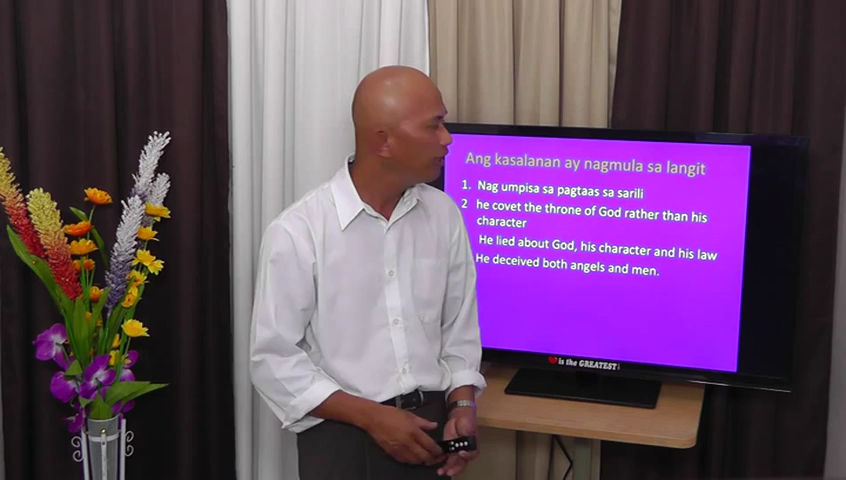 Ang kasalanan ay nagmula sa langit
1. Nag umpisa sa pagtaas sa sarili
2 he covet the throne of God rather than his
character
He lied about God, his character and his law
He deceived both angels and men.
is the GREATEST!